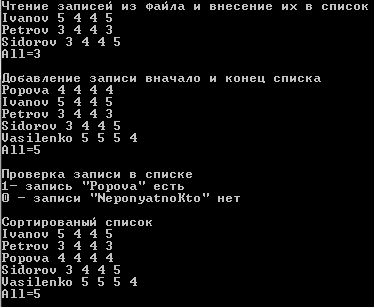 Чтение записей из файла и внесение их в список
Ivanov 5 4 4 5
Petrov 3 4 4 3
Sidorov 3 4 4 5
All=3
Добавление записи вначало и конец списка
Popova 4 4 4 4
Ivanov 5 4 4 5
Petrov 3 4 4 3
Sidorov 3 4 4 5
Vasilenko 5 5 5 4
All=5
Проверка записи в списке
1- запись "Popova" есть
0 - записи "NeponyatnoKto" нет
Сортированый список
Ivanov 5 4 4 5
Petrov 3 4 4 3
Popova 4 4 4 4
Sidorov 3 4 4 5
Vasilenko 5 5 5 4
All=5